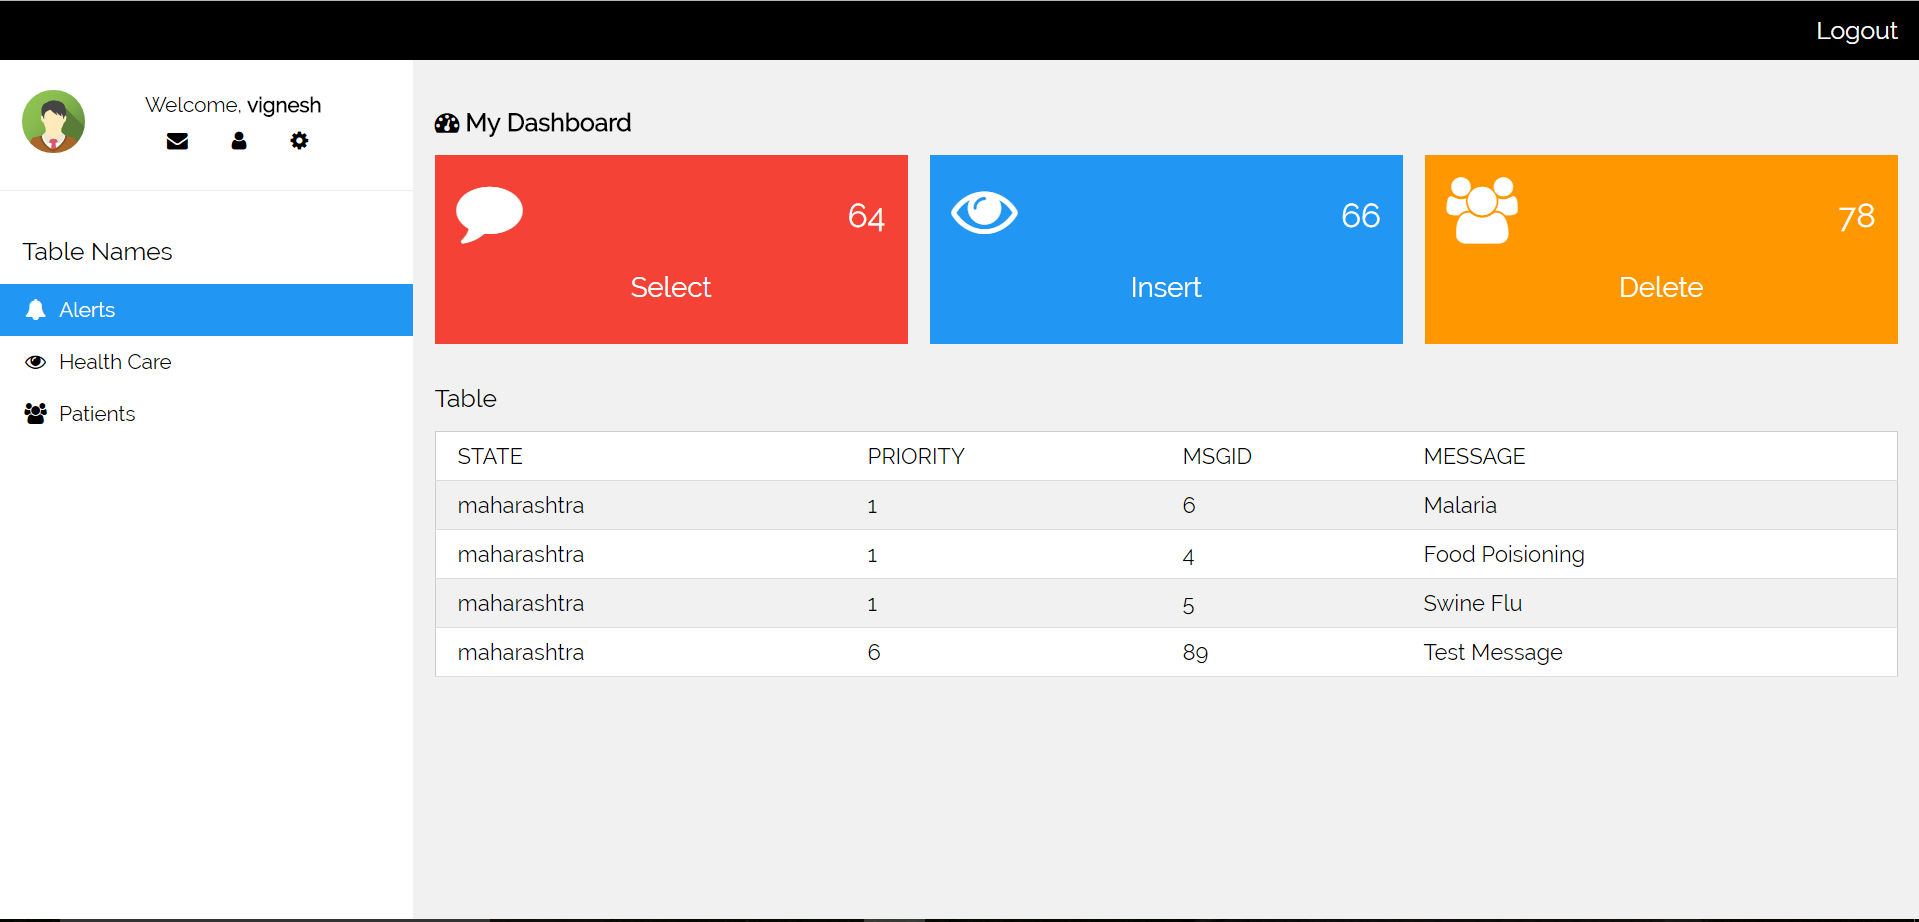 Logout
Welcome, vignesh
Table Names
Alerts
Health Care
Patients
My Dashboard
64
Select
66
Insert
78
Delete
Table
STATE PRIORITY MSGID MESSAGE
maharashtra 1 6 Malaria
maharashtra 1 4 Food Poisioning
maharashtra 1 5 Swine Flu
maharashtra 6 89 Test Message